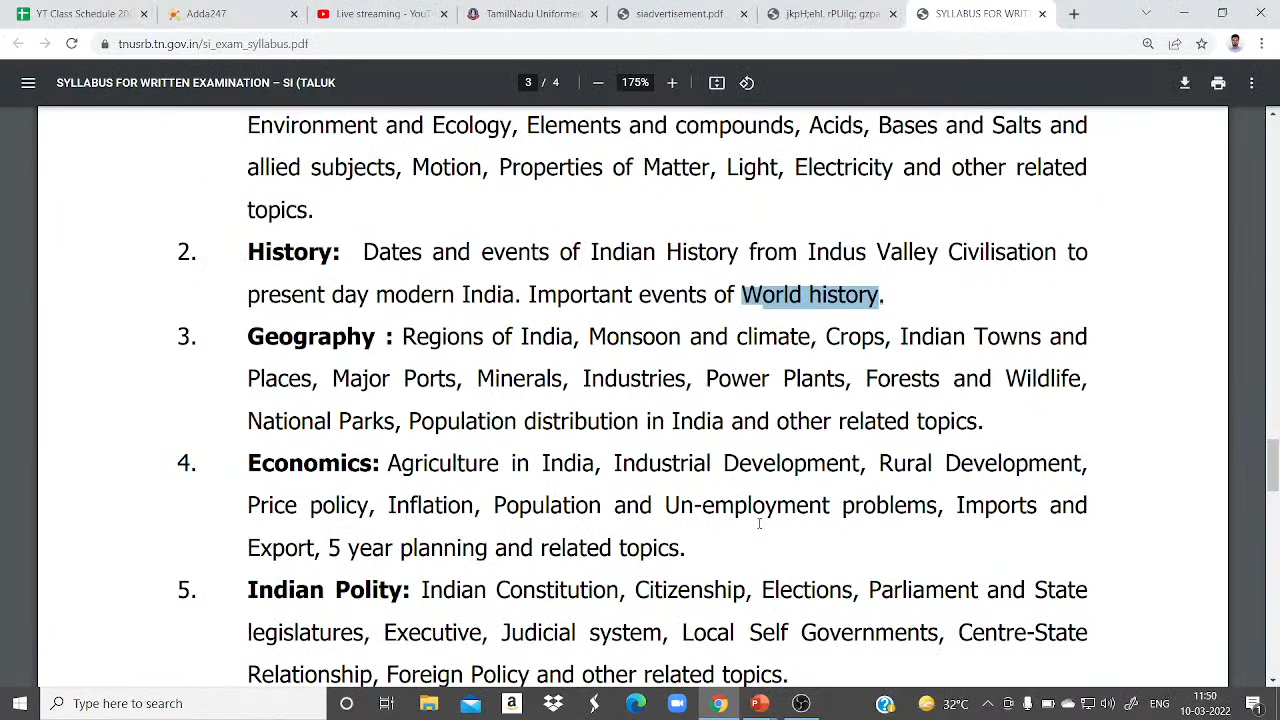 YT Class Schedule 202
Adda247
Live streaming - YouT
TamilNadu Uniformed
siadvertisement.pdf
jkpH;ehL rPUilg; gzpa
SYLLABUS FOR WRIT
tnusrb.tn.gov.in/si_exam_syllabus.pdf
SYLLABUS FOR WRITTEN EXAMINATION – SI (TALUK
3 / 4
175%
Environment and Ecology, Elements and compounds, Acids, Bases and Salts and
allied subjects, Motion, Properties of Matter, Light, Electricity and other related
topics.
2. History: Dates and events of Indian History from Indus Valley Civilisation to
present day modern India. Important events of World history.
3. Geography : Regions of India, Monsoon and climate, Crops, Indian Towns and
Places, Major Ports, Minerals, Industries, Power Plants, Forests and Wildlife,
National Parks, Population distribution in India and other related topics.
4. Economics: Agriculture in India, Industrial Development, Rural Development,
Price policy, Inflation, Population and Un-employment problems, Imports and
Export, 5 year planning and related topics.
5. Indian Polity: Indian Constitution, Citizenship, Elections, Parliament and State
legislatures, Executive, Judicial system, Local Self Governments, Centre-State
Relationship, Foreign Policy and other related topics.
Type here to search
32°C
ENG
11:50
10-03-2022